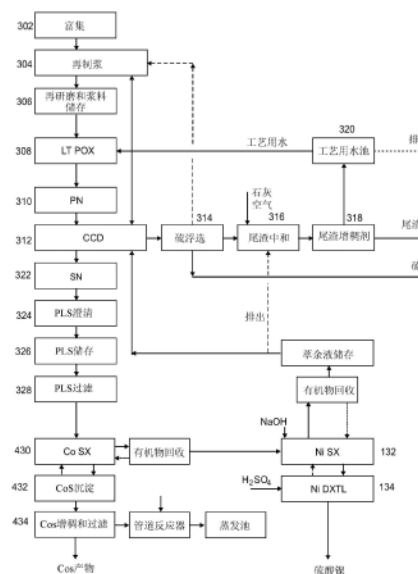 302 富集
304 再制浆
306 再研磨和浆料
储存
320
工艺用水
308 LT POX 工艺用水池 排
310 PN 石灰
空气
314 316 318
312 CCD 硫浮选 尾渣中和 尾渣增稠剂 尾渣
322 SN
324 PLS澄清
排出
326 PLS储存 萃余液储存
328 PLS过滤 有机物回收
NaOH
430 Co SX 有机物回收 Ni SX 132
432 CoS沉淀 H2SO4 Ni DXTL 134
434 Cos增稠和过滤 管道反应器 蒸发池
Cos产物 硫酸镍